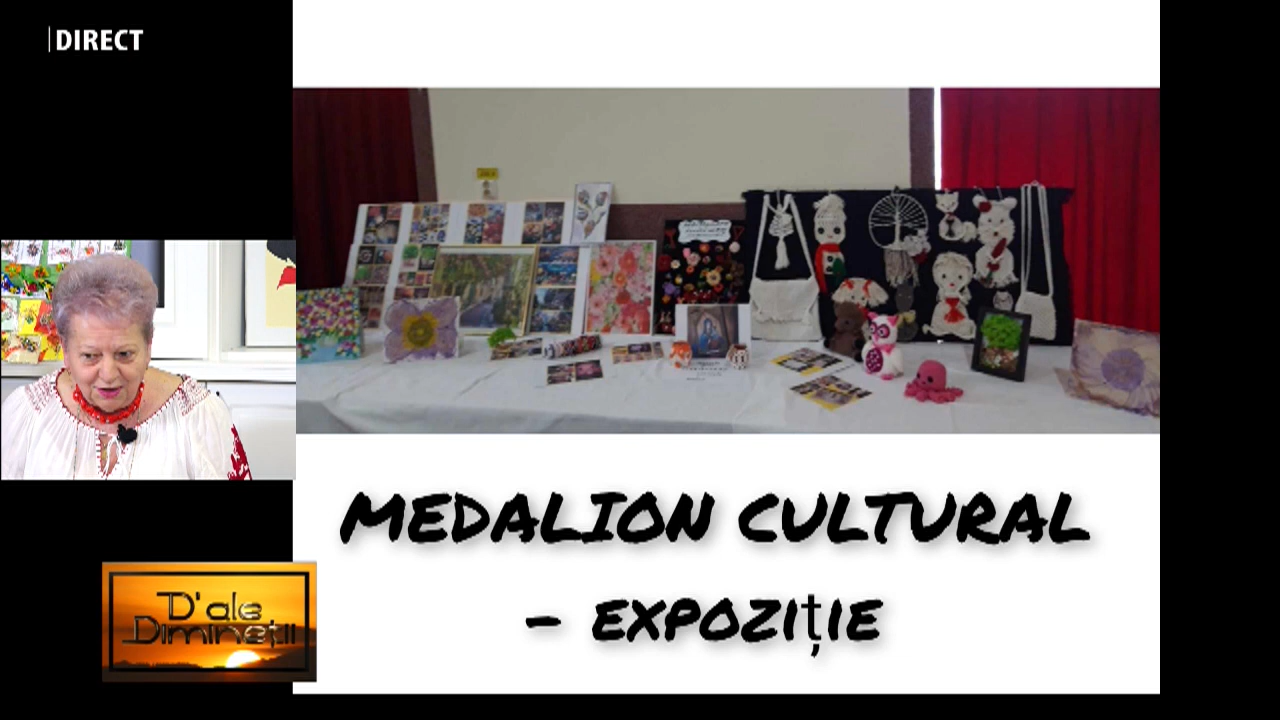 DIRECT
MEDALION CULTURAL
- EXPOZIȚIE
D'ale
Dimineții